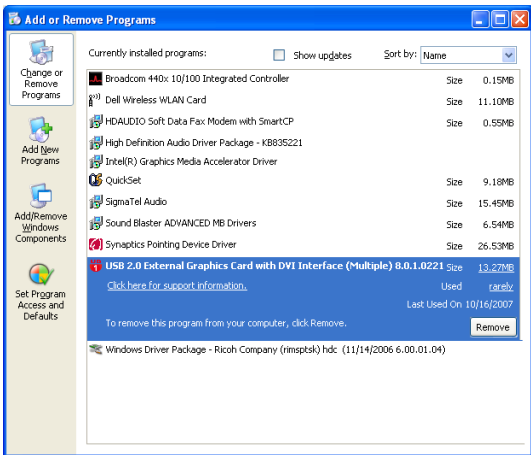 Add or Remove Programs
Change or
Remove
Programs
Add New
Programs
Add/Remove
Windows
Components
Set Program
Access and
Defaults
Currently installed programs:
Show updates
Sort by: Name
Broadcom 440x 10/100 Integrated Controller Size 0.15MB
Dell Wireless WLAN Card Size 11.10MB
HDAUDIO Soft Data Fax Modem with SmartCP Size 0.55MB
High Definition Audio Driver Package - KB835221
Intel(R) Graphics Media Accelerator Driver
QuickSet Size 9.18MB
SigmaTel Audio Size 15.45MB
Sound Blaster ADVANCED MB Drivers Size 6.54MB
Synaptics Pointing Device Driver Size 26.53MB
USB 2.0 External Graphics Card with DVI Interface (Multiple) 8.0.1.0221 Size 13.27MB
Click here for support information. Used rarely
Last Used On 10/16/2007
To remove this program from your computer, click Remove. Remove
Windows Driver Package - Ricoh Company (rimsptsk) hdc (11/14/2006 6.00.01.04)